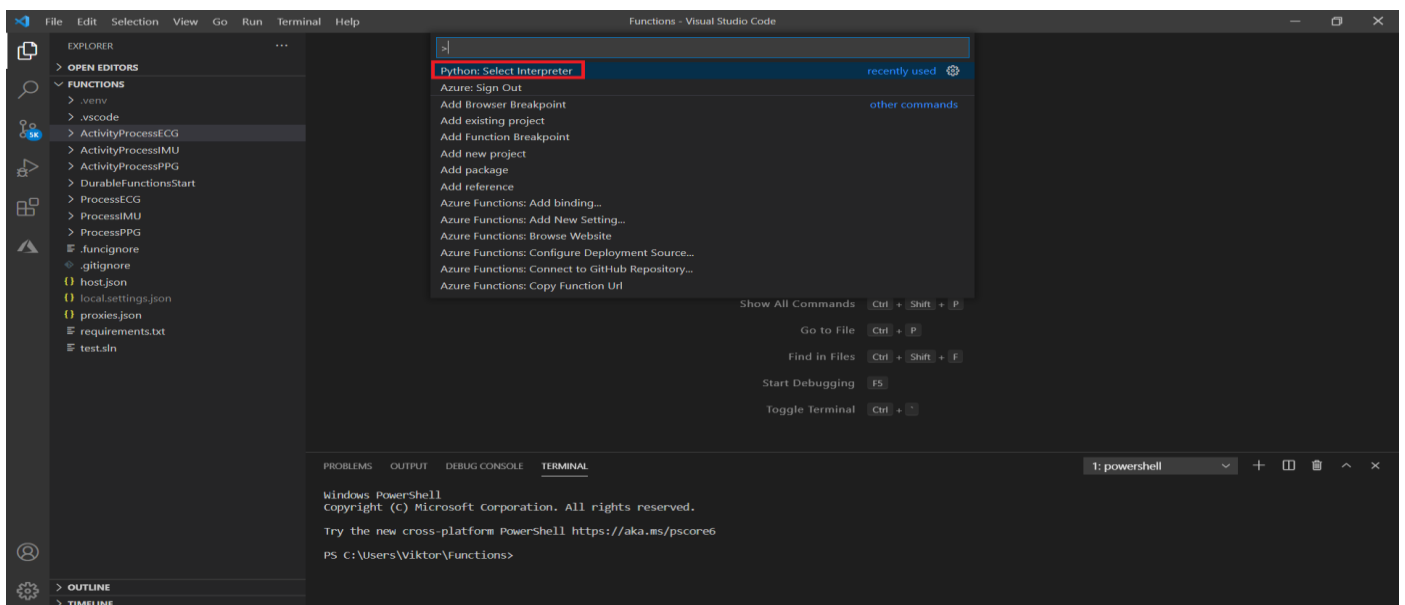 File Edit Selection View Go Run Terminal Help Functions - Visual Studio Code
EXPLORER ...
OPEN EDITORS
FUNCTIONS
.venv
.vscode
ActivityProcessECG
ActivityProcessIMU
ActivityProcessPPG
DurableFunctionsStart
ProcessECG
ProcessIMU
ProcessPPG
.funcignore
.gitignore
{} host.json
{} local.settings.json
{} proxies.json
requirements.txt
test.sln
OUTLINE
TIMELINE
5K
>
Python: Select Interpreter recently used
Azure: Sign Out
Add Browser Breakpoint other commands
Add existing project
Add Function Breakpoint
Add new project
Add package
Add reference
Azure Functions: Add binding...
Azure Functions: Add New Setting...
Azure Functions: Browse Website
Azure Functions: Configure Deployment Source...
Azure Functions: Connect to GitHub Repository...
Azure Functions: Copy Function Url
Show All Commands Ctrl + Shift + P
Go to File Ctrl + P
Find in Files Ctrl + Shift + F
Start Debugging F5
Toggle Terminal Ctrl + `
PROBLEMS OUTPUT DEBUG CONSOLE TERMINAL 1: powershell
Windows PowerShell
Copyright (C) Microsoft Corporation. All rights reserved.
Try the new cross-platform PowerShell https://aka.ms/pscore6
PS C:\Users\Viktor\Functions>